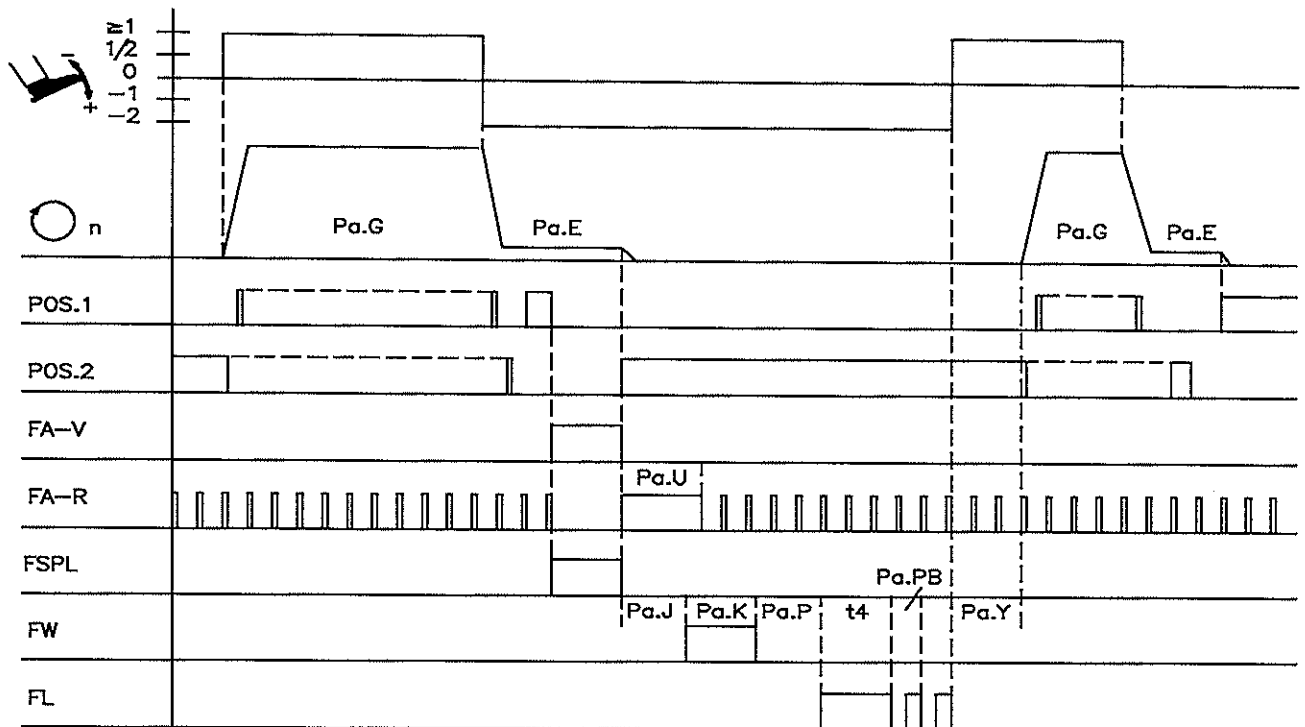 ≥1
1/2
0
-1
-2
- 
+
n
Pa.G
Pa.E
Pa.G
Pa.E
POS.1
POS.2
FA-V
FA-R
Pa.U
FSPL
Pa.PB
Pa.J
Pa.K
Pa.P
t4
Pa.Y
FW
FL